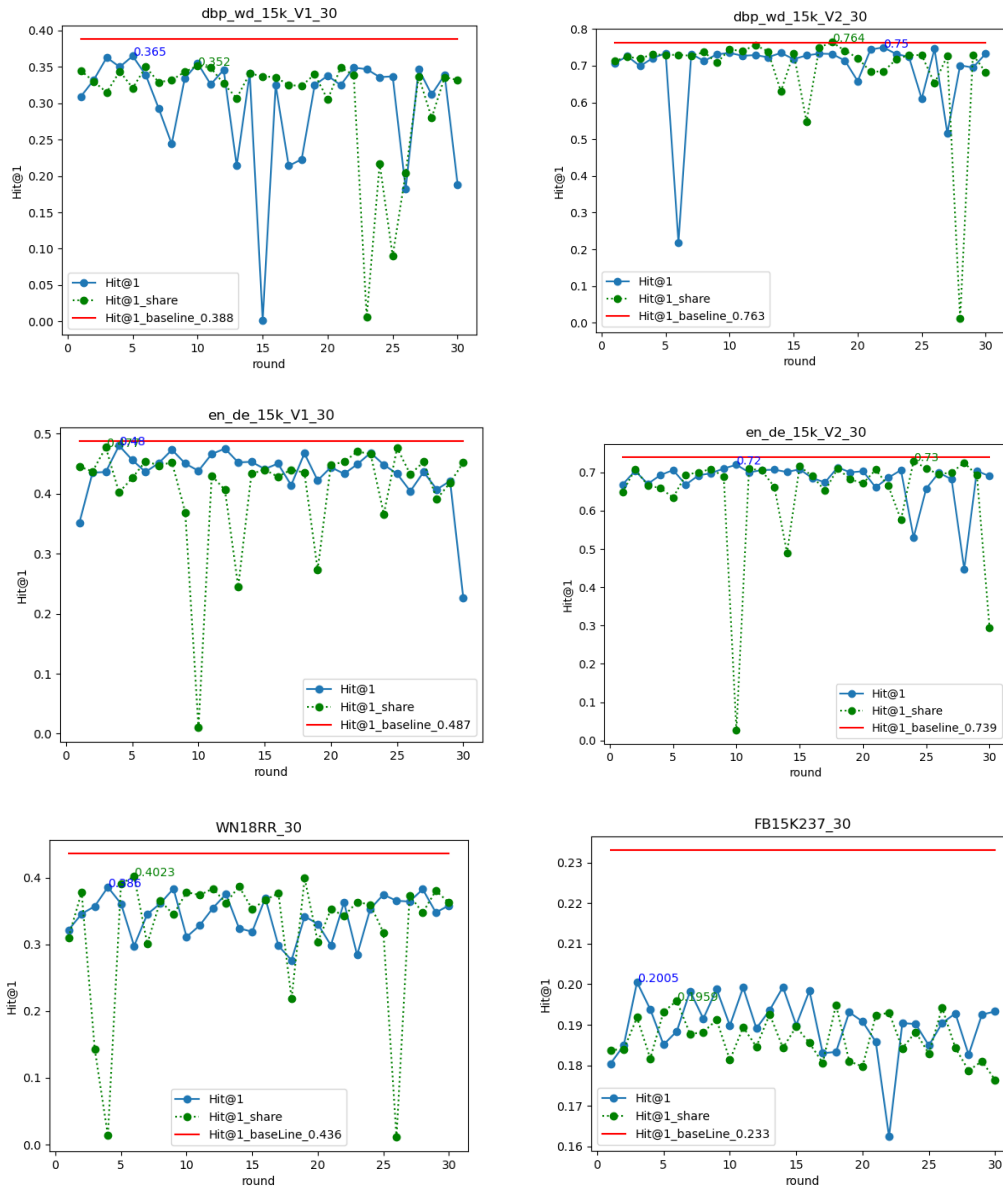 dbp_wd_15k_V1_30
0.40
0.35
0.30
0.25
0.20
0.15
0.10
0.05
0.00
Hit@1
0.365
0.352
Hit@1
Hit@1_share
Hit@1_baseline_0.388
0 5 10 15 20 25 30
round
dbp_wd_15k_V2_30
0.8
0.7
0.6
0.5
0.4
0.3
0.2
0.1
0.0
Hit@1
0.764
0.75
Hit@1
Hit@1_share
Hit@1_baseline_0.763
0 5 10 15 20 25 30
round
en_de_15k_V1_30
0.5
0.4
0.3
0.2
0.1
0.0
Hit@1
0.48
Hit@1
Hit@1_share
Hit@1_baseline_0.487
0 5 10 15 20 25 30
round
en_de_15k_V2_30
0.7
0.6
0.5
0.4
0.3
0.2
0.1
0.0
Hit@1
0.72
0.73
Hit@1
Hit@1_share
Hit@1_baseline_0.739
0 5 10 15 20 25 30
round
WN18RR_30
0.4
0.3
0.2
0.1
0.0
Hit@1
0.4023
0.386
Hit@1
Hit@1_share
Hit@1_baseLine_0.436
0 5 10 15 20 25 30
round
FB15K237_30
0.23
0.22
0.21
0.20
0.19
0.18
0.17
0.16
Hit@1
0.2005
0.1959
Hit@1
Hit@1_share
Hit@1_baseLine_0.233
0 5 10 15 20 25 30
round